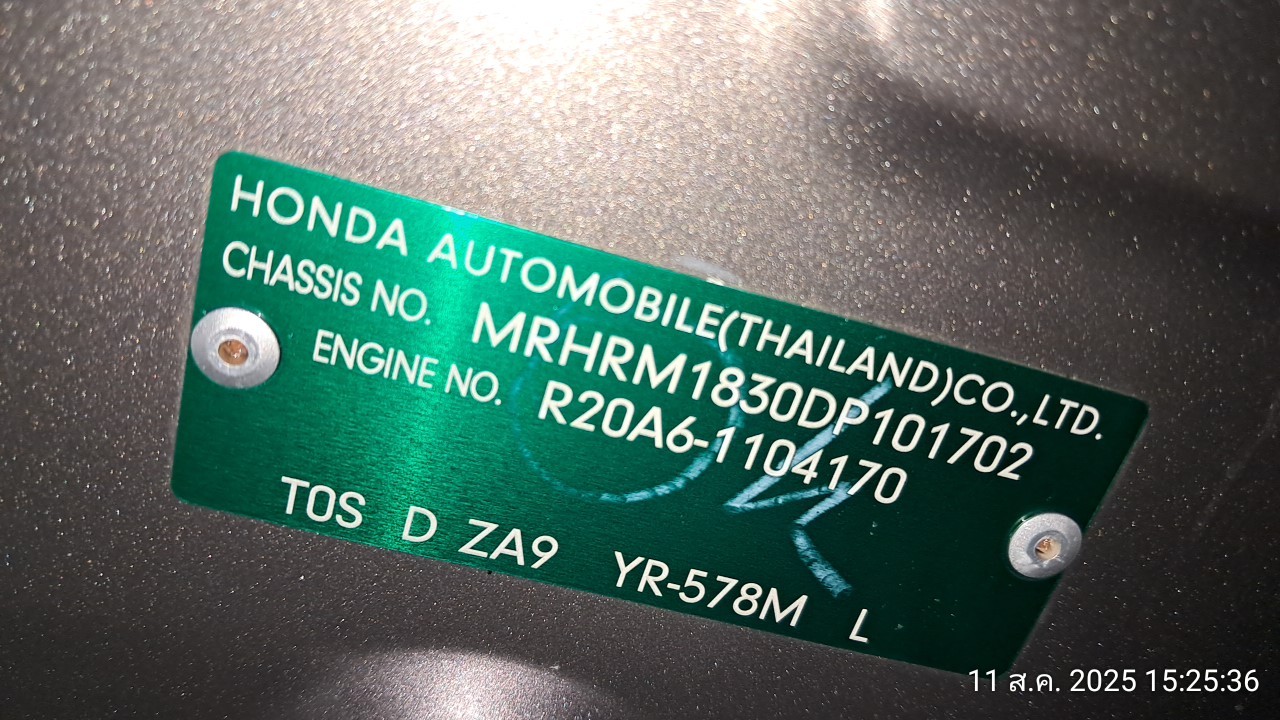 HONDA AUTOMOBILE(THAILAND)CO.,LTD.
CHASSIS NO. MRHRM1830DP101702
ENGINE NO. R20A6-1104170
T0S D ZA9 YR-578M L
11 ส.ค. 2025 15:25:36